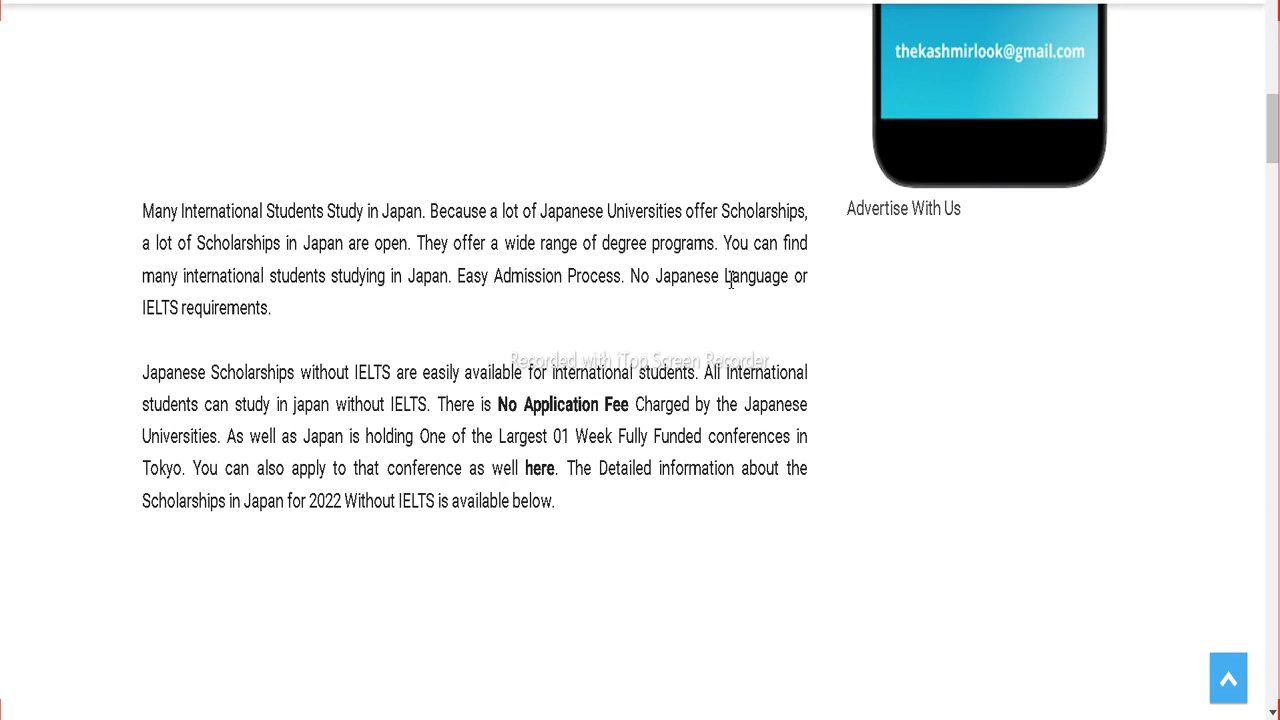 thekashmirlook@gmail.com
Many International Students Study in Japan. Because a lot of Japanese Universities offer Scholarships,
a lot of Scholarships in Japan are open. They offer a wide range of degree programs. You can find
many international students studying in Japan. Easy Admission Process. No Japanese Language or
IELTS requirements.
Advertise With Us
Recorded with iTop Screen Recorder
Japanese Scholarships without IELTS are easily available for international students. All International
students can study in japan without IELTS. There is No Application Fee Charged by the Japanese
Universities. As well as Japan is holding One of the Largest 01 Week Fully Funded conferences in
Tokyo. You can also apply to that conference as well here. The Detailed information about the
Scholarships in Japan for 2022 Without IELTS is available below.